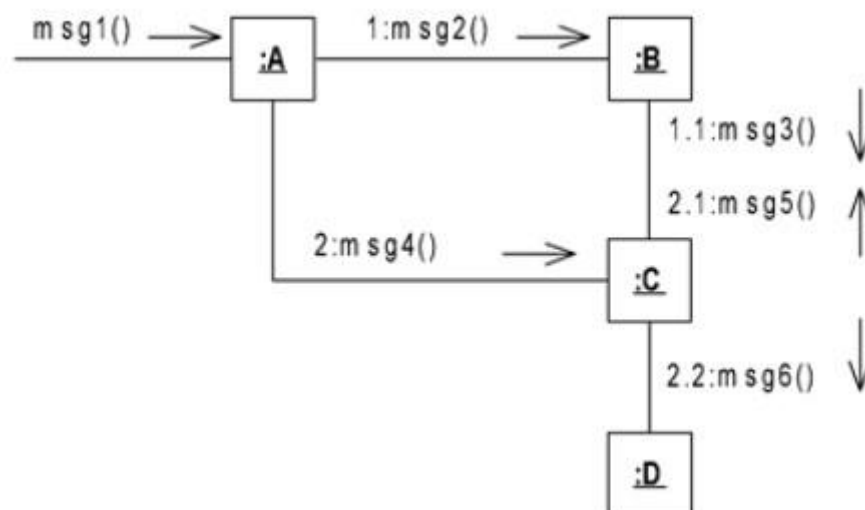 msg1()
:A
1:msg2()
:B
1.1:msg3()
2.1:msg5()
2:msg4()
:C
2.2:msg6()
:D